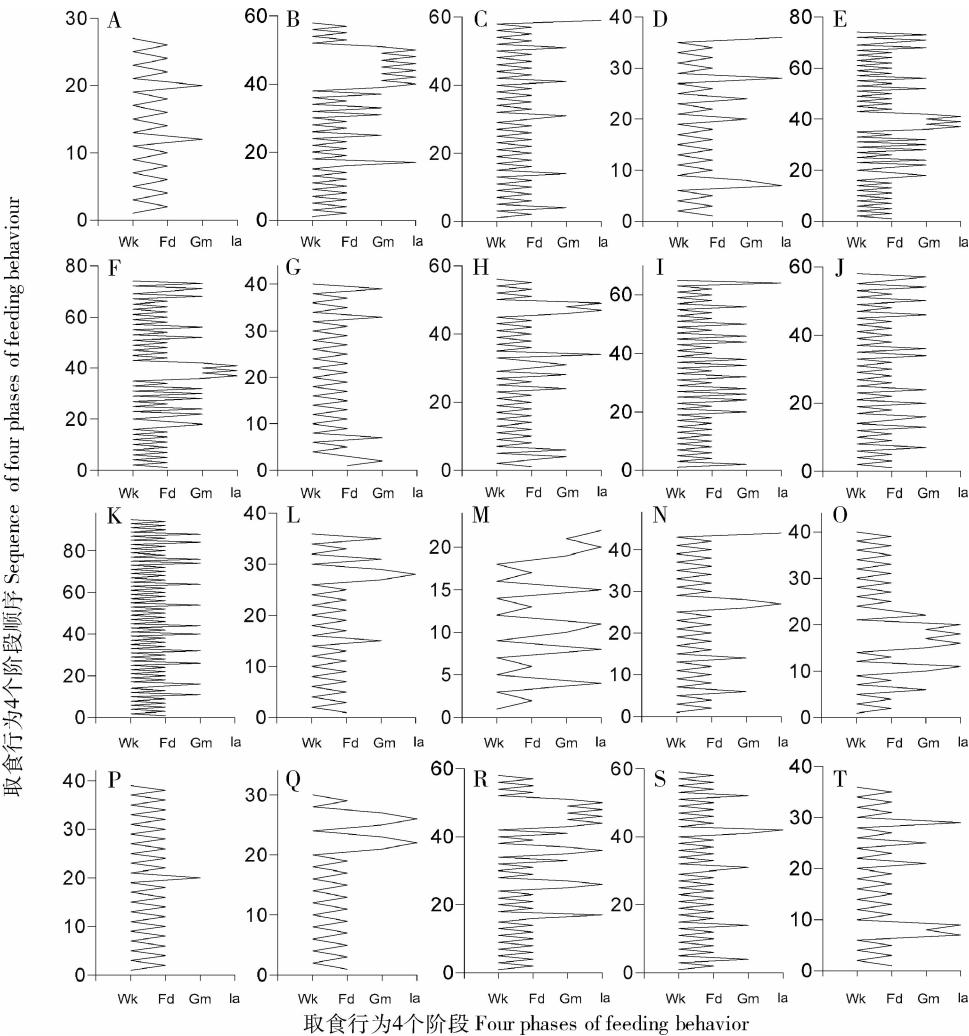 取食行为4个阶段顺序 Sequence of four phases of feeding behaviour
A
30
20
10
0
Wk Fd Gm Ia
B
60
40
20
0
Wk Fd Gm Ia
C
60
40
20
0
Wk Fd Gm Ia
D
40
30
20
10
0
Wk Fd Gm Ia
E
80
60
40
20
0
Wk Fd Gm Ia
F
80
60
40
20
0
Wk Fd Gm Ia
G
40
30
20
10
0
Wk Fd Gm Ia
H
60
40
20
0
Wk Fd Gm Ia
I
60
40
20
0
Wk Fd Gm Ia
J
60
40
20
0
Wk Fd Gm Ia
K
80
60
40
20
0
Wk Fd Gm Ia
L
40
30
20
10
0
Wk Fd Gm Ia
M
20
15
10
5
0
Wk Fd Gm Ia
N
40
30
20
10
0
Wk Fd Gm Ia
O
40
30
20
10
0
Wk Fd Gm Ia
P
40
30
20
10
0
Wk Fd Gm Ia
Q
30
20
10
0
Wk Fd Gm Ia
R
60
40
20
0
Wk Fd Gm Ia
S
60
40
20
0
Wk Fd Gm Ia
T
40
30
20
10
0
Wk Fd Gm Ia
取食行为4个阶段 Four phases of feeding behavior